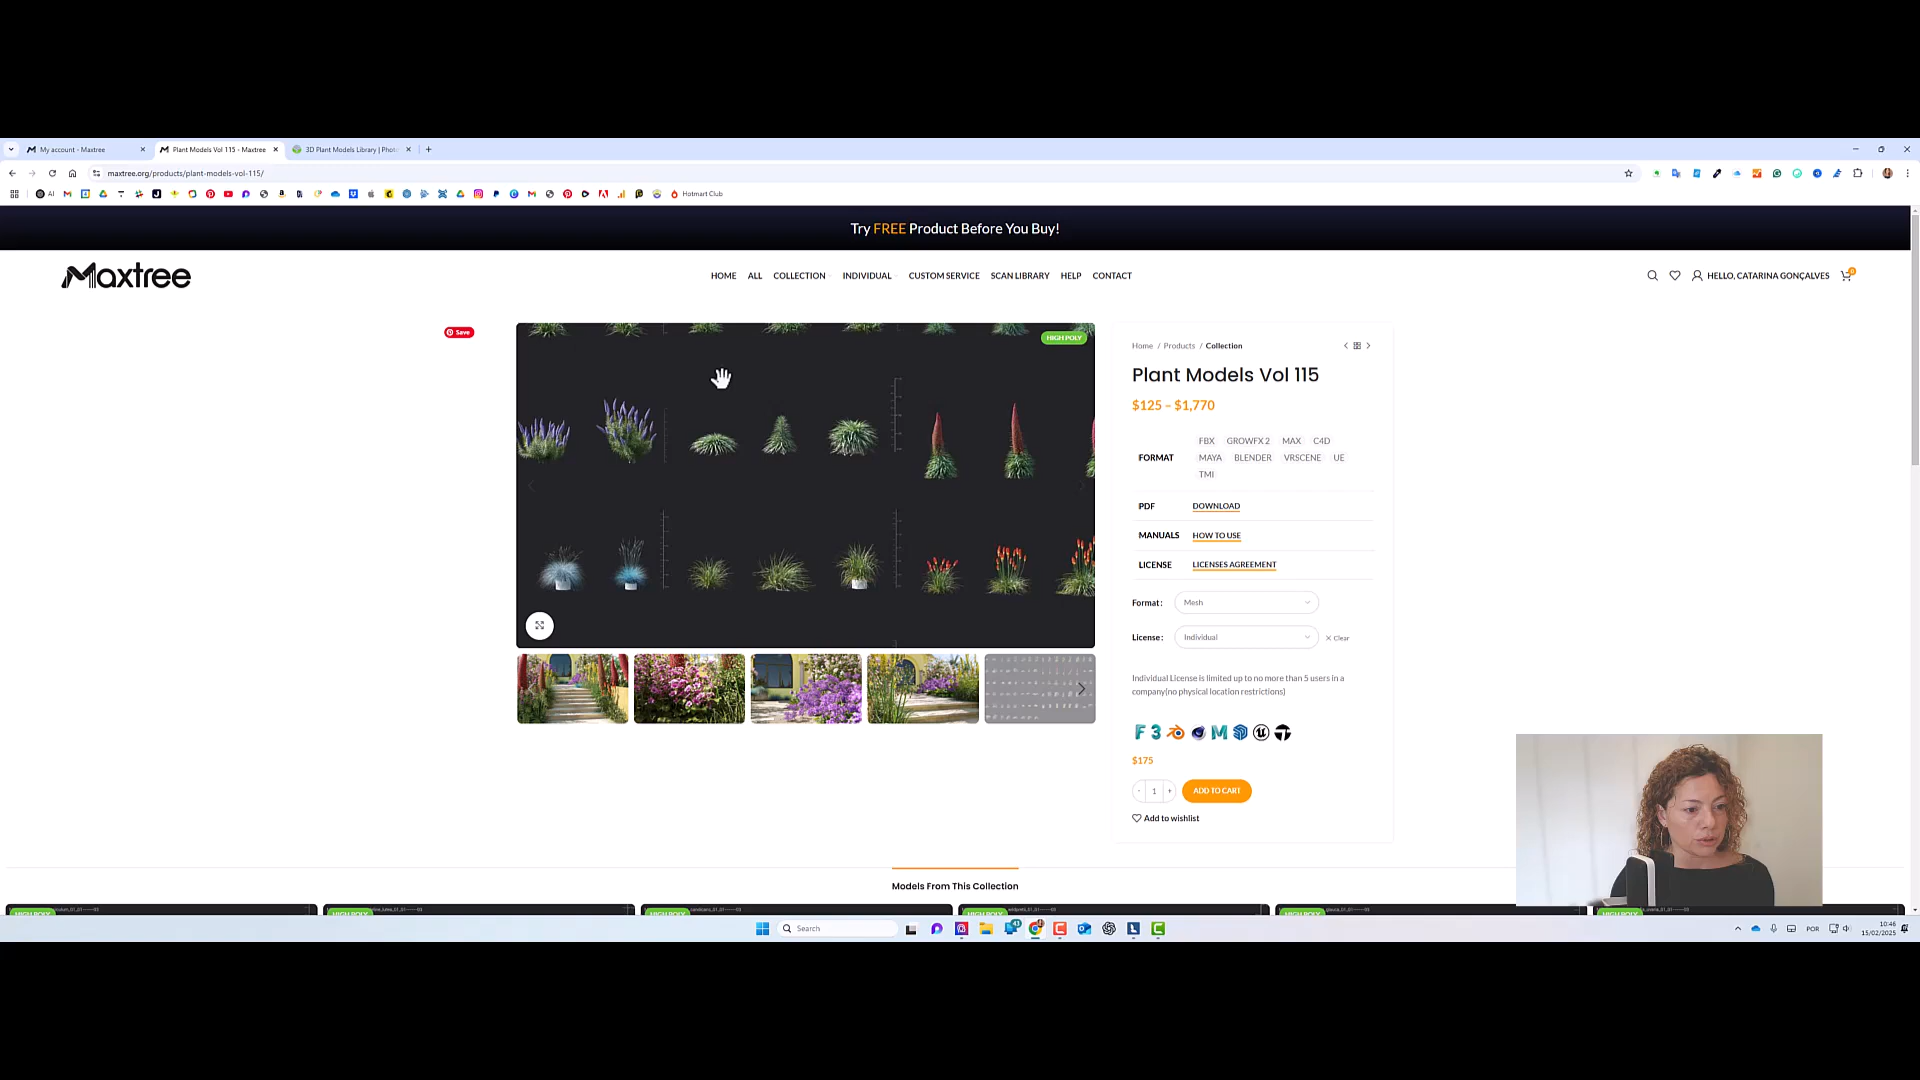 My account - Maxtree
Plant Models Vol 115 - Maxtree
3D Plant Models Library | Phot
maxtree.org/products/plant-models-vol-115/
AI
Hotmart Club
Try FREE Product Before You Buy!
Maxtree
HOME ALL COLLECTION INDIVIDUAL CUSTOM SERVICE SCAN LIBRARY HELP CONTACT
HELLO, CATARINA GONÇALVES
0
Save
HIGH POLY
Home / Products / Collection
Plant Models Vol 115
$125 – $1,770
FORMAT
FBX GROWFX 2 MAX C4D
MAYA BLENDER VRSCENE UE
TMI
PDF DOWNLOAD
MANUALS HOW TO USE
LICENSE LICENSES AGREEMENT
Format: Mesh
License: Individual
Clear
Individual License is limited up to no more than 5 users in a
company(no physical location restrictions)
$175
- 1 +
ADD TO CART
Add to wishlist
Models From This Collection
HIGH POLY
HIGH POLY
HIGH POLY
HIGH POLY
HIGH POLY
HIGH POLY
Search
POR
10:46
15/02/2025